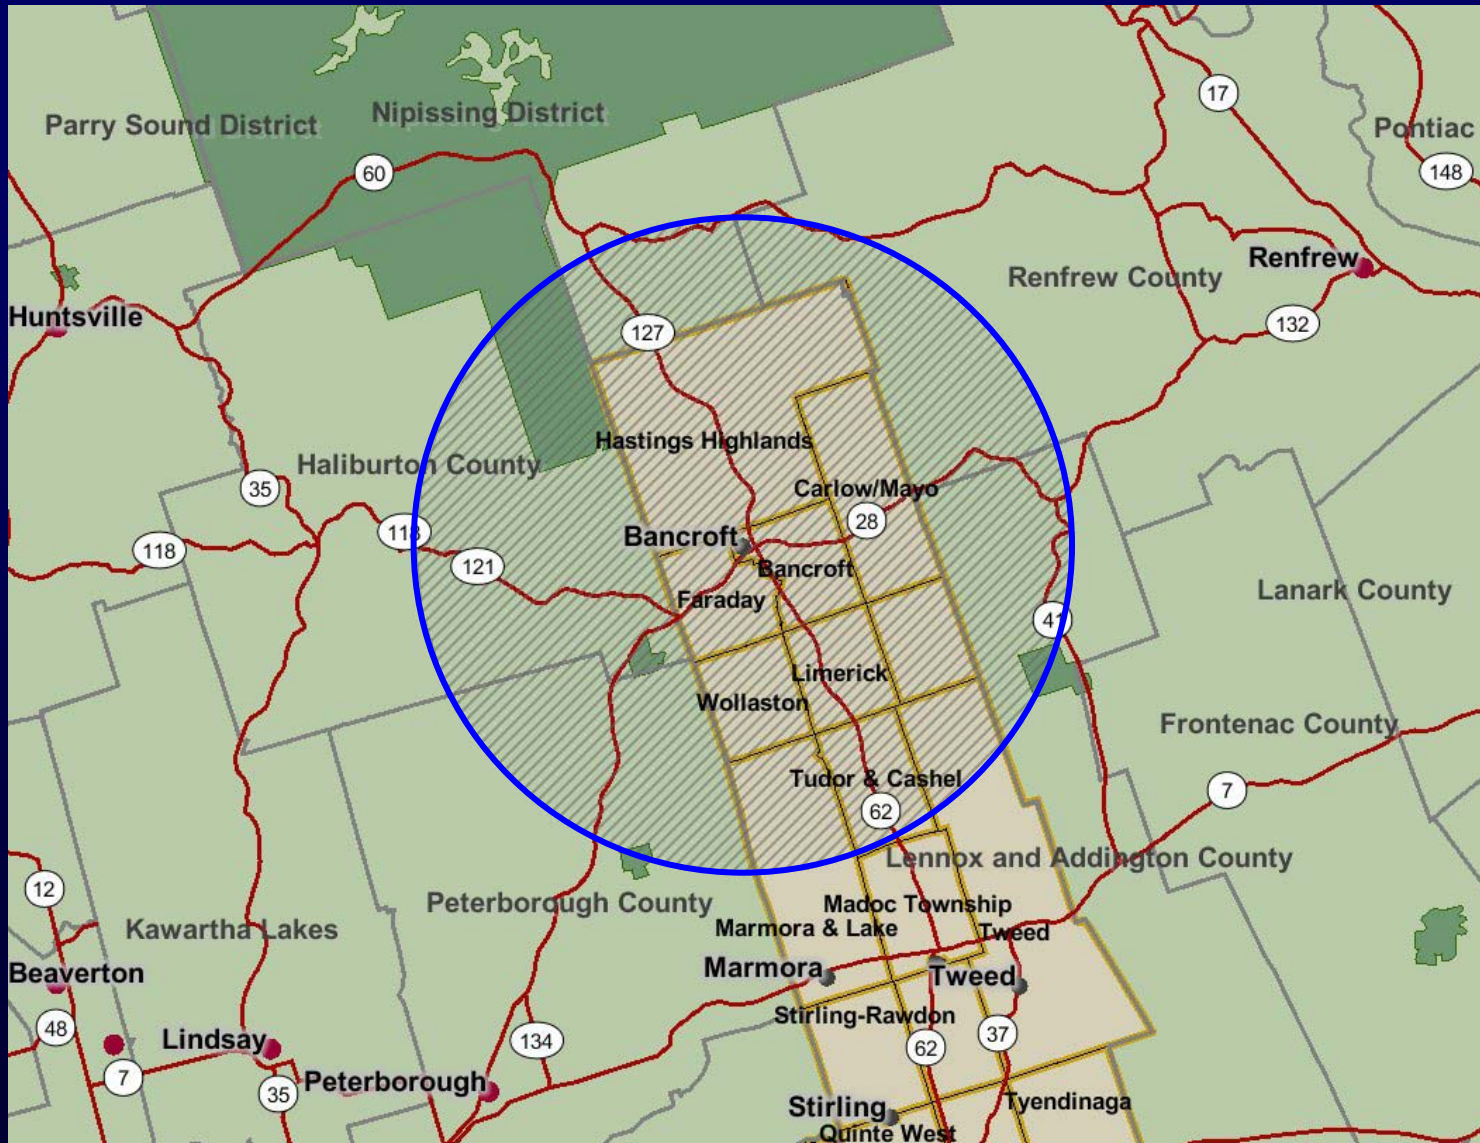 17
Nipissing District
Parry Sound District
Pontiac
60
148
Renfrew
Renfrew County
Huntsville
132
127
Hastings Highlands
Haliburton County
35
Carlow/Mayo
28
118
118
Bancroft
121
Bancroft
Lanark County
Faraday
41
Limerick
Wollaston
Frontenac County
Tudor & Cashel
7
62
Lennox and Addington County
12
Peterborough County
Madoc Township
Kawartha Lakes
Marmora & Lake
Tweed
Beaverton
Marmora
Tweed
Stirling-Rawdon
48
Lindsay
134
62
37
7
Peterborough
35
Stirling
Tyendinaga
Quinte West